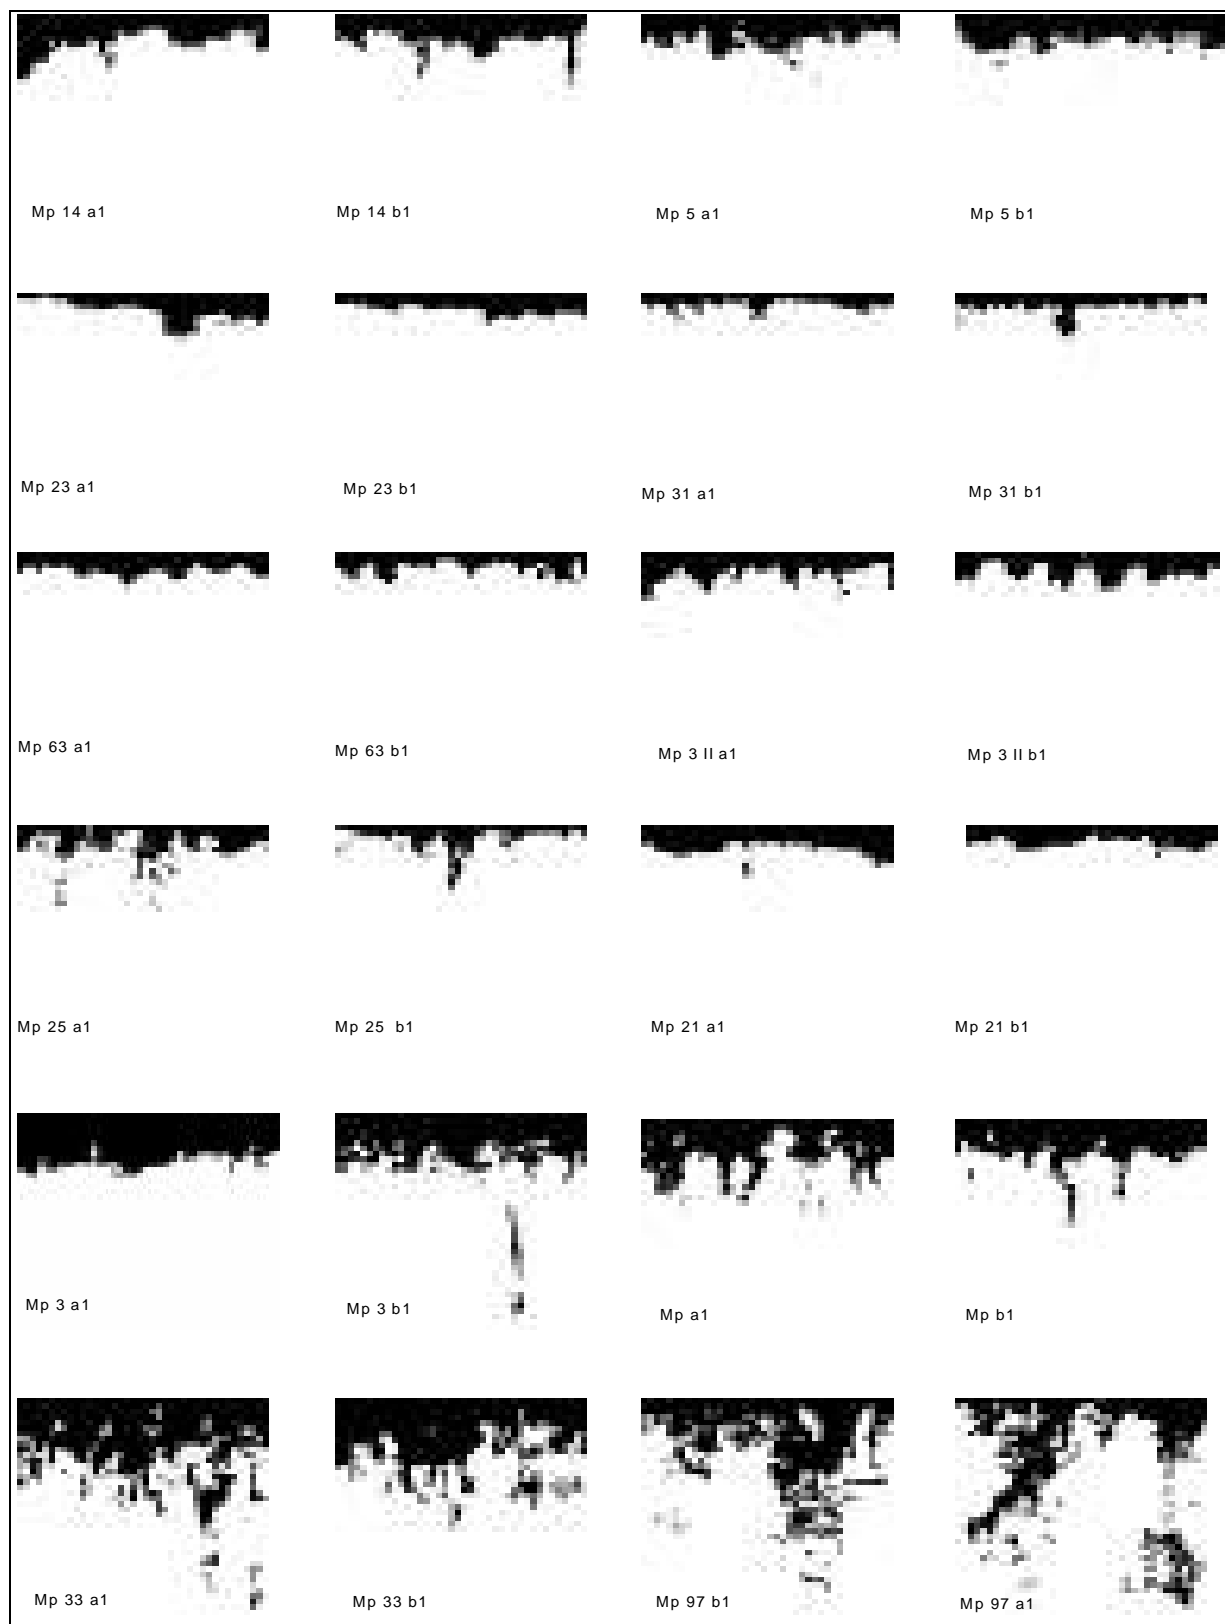 Mp 14 a1
Mp 14 b1
Mp 5 a1
Mp 5 b1
Mp 23 a1
Mp 23 b1
Mp 31 a1
Mp 31 b1
Mp 63 a1
Mp 63 b1
Mp 3 II a1
Mp 3 II b1
Mp 25 a1
Mp 25 b1
Mp 21 a1
Mp 21 b1
Mp 3 a1
Mp 3 b1
Mp a1
Mp b1
Mp 33 a1
Mp 33 b1
Mp 97 b1
Mp 97 a1